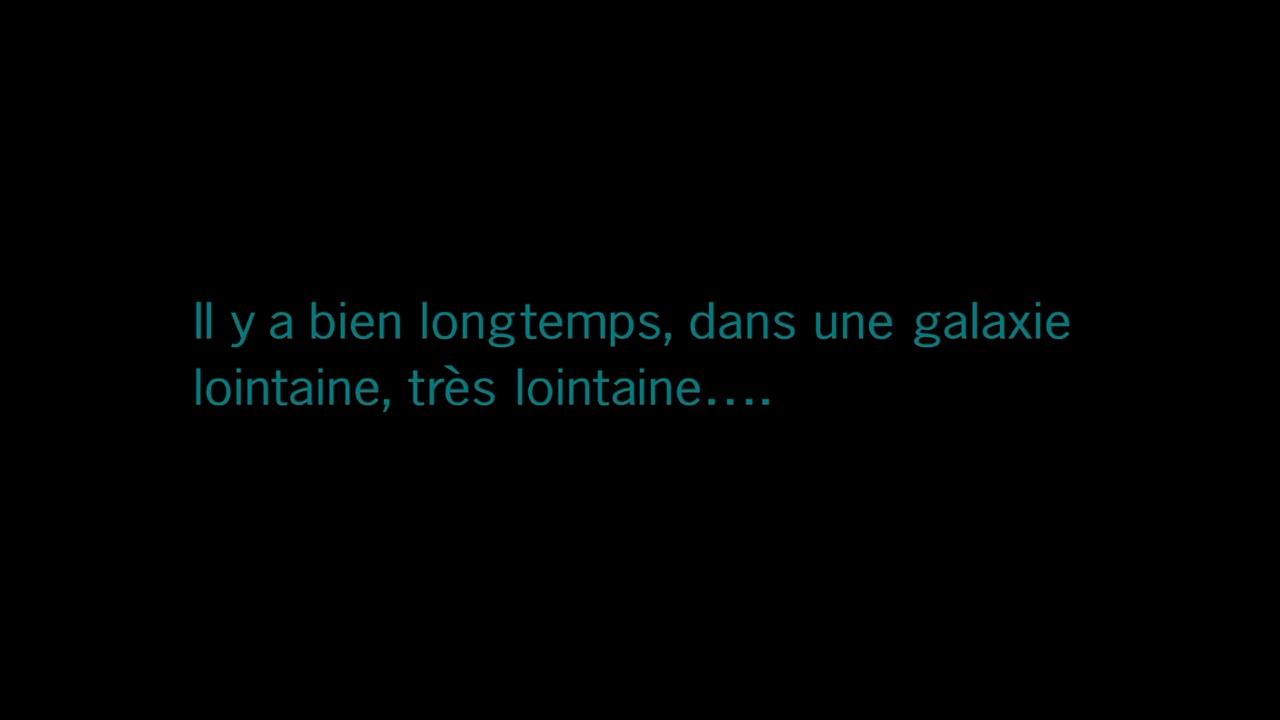 Il y a bien longtemps, dans une galaxie
lointaine, très lointaine….